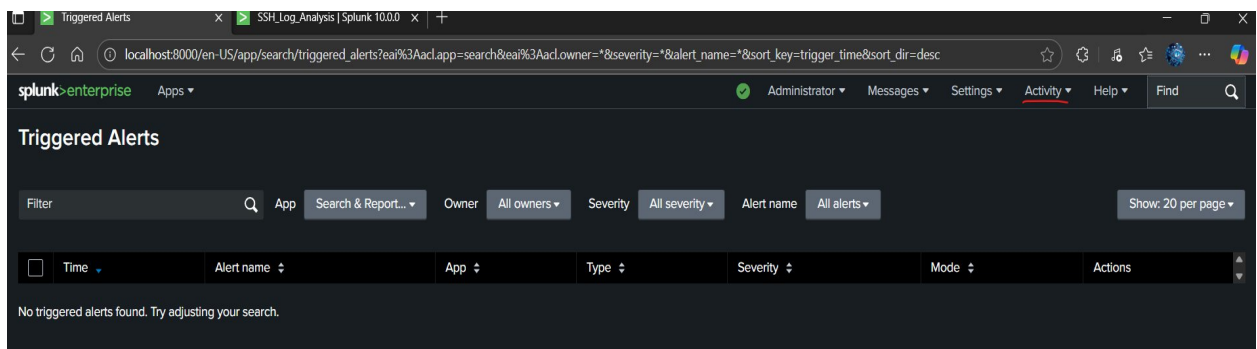 Triggered Alerts
SSH_Log_Analysis | Splunk 10.0.0
localhost:8000/en-US/app/search/triggered_alerts?eai%3Aacl.app=search&eai%3Aacl.owner=*&severity=*&alert_name=*&sort_key=trigger_time&sort_dir=desc
splunk>enterprise Apps Administrator Messages Settings Activity Help Find
Triggered Alerts
Filter App Search & Report... Owner All owners Severity All severity Alert name All alerts Show: 20 per page
Time Alert name App Type Severity Mode Actions
No triggered alerts found. Try adjusting your search.